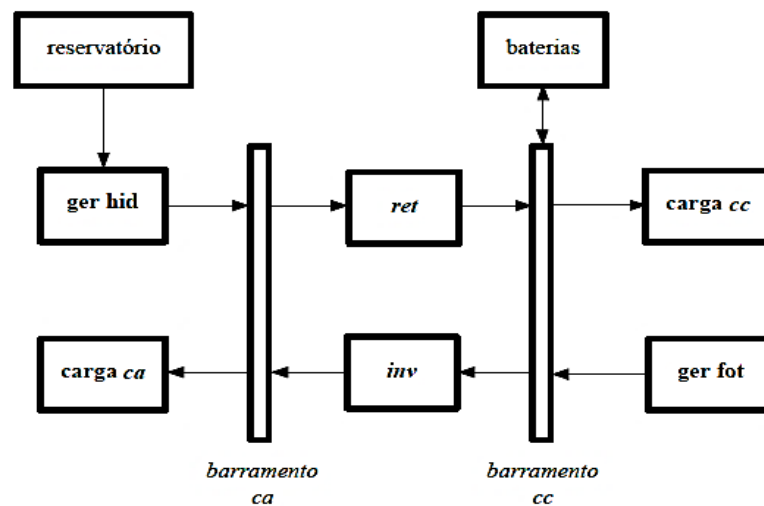 reservatório
baterias
ger hid
ret
carga cc
carga ca
inv
ger fot
barramento
ca
barramento
cc